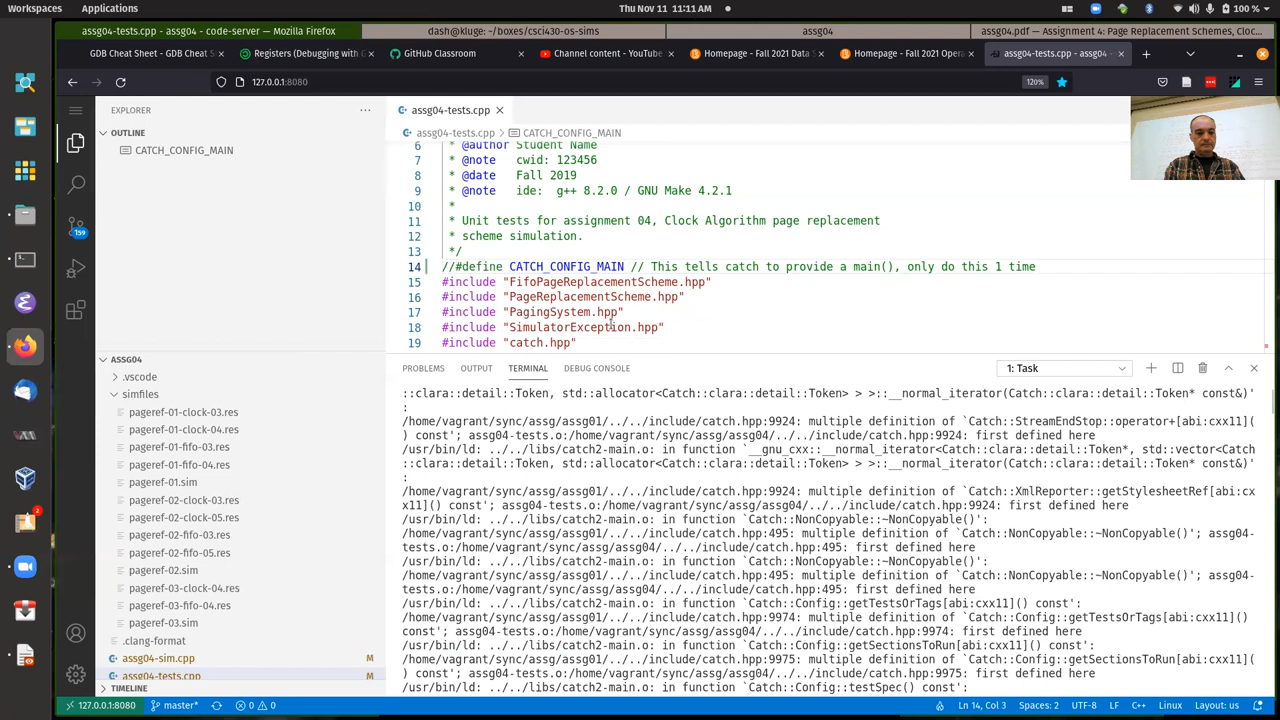 Workspaces Applications Thu Nov 11 11:11 AM 100 %
assg04-tests.cpp - assg04 - code-server — Mozilla Firefox dash@kluge: ~/boxes/csci430-os-sims assg04 assg04.pdf — Assignment 4: Page Replacement Schemes, Cloc...
GDB Cheat Sheet - GDB Cheat S Registers (Debugging with G GitHub Classroom Channel content - YouTube S Homepage - Fall 2021 Data S Homepage - Fall 2021 Opera assg04-tests.cpp - assg04 -
127.0.0.1:8080 120%
EXPLORER assg04-tests.cpp
OUTLINE assg04-tests.cpp > CATCH_CONFIG_MAIN
CATCH_CONFIG_MAIN
6 * @author Student Name
7 * @note cwid: 123456
8 * @date Fall 2019
9 * @note ide: g++ 8.2.0 / GNU Make 4.2.1
10 *
11 * Unit tests for assignment 04, Clock Algorithm page replacement
12 * scheme simulation.
13 */
14 //#define CATCH_CONFIG_MAIN // This tells catch to provide a main(), only do this 1 time
15 #include "FifoPageReplacementScheme.hpp"
16 #include "PageReplacementScheme.hpp"
17 #include "PagingSystem.hpp"
18 #include "SimulatorException.hpp"
19 #include "catch.hpp"
159
ASSG04
.vscode
simfiles
pageref-01-clock-03.res
pageref-01-clock-04.res
pageref-01-fifo-03.res
pageref-01-fifo-04.res
pageref-01.sim
pageref-02-clock-03.res
pageref-02-clock-05.res
pageref-02-fifo-03.res
pageref-02-fifo-05.res
pageref-02.sim
pageref-03-clock-04.res
pageref-03-fifo-04.res
pageref-03.sim
.clang-format
assg04-sim.cpp M
assg04-tests.cpp M
TIMELINE
2
PROBLEMS OUTPUT TERMINAL DEBUG CONSOLE 1: Task
::clara::detail::Token, std::allocator<Catch::clara::detail::Token> > >::__normal_iterator(Catch::clara::detail::Token* const&)'
:
/home/vagrant/sync/assg/assg01/../../include/catch.hpp:9924: multiple definition of `Catch::StreamEndStop::operator+[abi:cxx11](
) const'; assg04-tests.o:/home/vagrant/sync/assg/assg04/../../include/catch.hpp:9924: first defined here
/usr/bin/ld: ../../libs/catch2-main.o: in function `__gnu_cxx::__normal_iterator<Catch::clara::detail::Token*, std::vector<Catch
::clara::detail::Token, std::allocator<Catch::clara::detail::Token> > >::__normal_iterator(Catch::clara::detail::Token* const&)'
:
/home/vagrant/sync/assg/assg01/../../include/catch.hpp:9924: multiple definition of `Catch::XmlReporter::getStylesheetRef[abi:cx
x11]() const'; assg04-tests.o:/home/vagrant/sync/assg/assg04/../../include/catch.hpp:9924: first defined here
/usr/bin/ld: ../../libs/catch2-main.o: in function `Catch::NonCopyable::~NonCopyable()':
/home/vagrant/sync/assg/assg01/../../include/catch.hpp:495: multiple definition of `Catch::NonCopyable::~NonCopyable()'; assg04-
tests.o:/home/vagrant/sync/assg/assg04/../../include/catch.hpp:495: first defined here
/usr/bin/ld: ../../libs/catch2-main.o: in function `Catch::NonCopyable::~NonCopyable()':
/home/vagrant/sync/assg/assg01/../../include/catch.hpp:495: multiple definition of `Catch::NonCopyable::~NonCopyable()'; assg04-
tests.o:/home/vagrant/sync/assg/assg04/../../include/catch.hpp:495: first defined here
/usr/bin/ld: ../../libs/catch2-main.o: in function `Catch::Config::getTestsOrTags[abi:cxx11]() const':
/home/vagrant/sync/assg/assg01/../../include/catch.hpp:9974: multiple definition of `Catch::Config::getTestsOrTags[abi:cxx11]()
const'; assg04-tests.o:/home/vagrant/sync/assg/assg04/../../include/catch.hpp:9974: first defined here
/usr/bin/ld: ../../libs/catch2-main.o: in function `Catch::Config::getSectionsToRun[abi:cxx11]() const':
/home/vagrant/sync/assg/assg01/../../include/catch.hpp:9975: multiple definition of `Catch::Config::getSectionsToRun[abi:cxx11](
) const'; assg04-tests.o:/home/vagrant/sync/assg/assg04/../../include/catch.hpp:9975: first defined here
/usr/bin/ld: ../../libs/catch2-main.o: in function `Catch::Config::testSpec() const':
127.0.0.1:8080 master* 0 0 Ln 14, Col 3 Spaces: 2 UTF-8 LF C++ Linux Layout: us